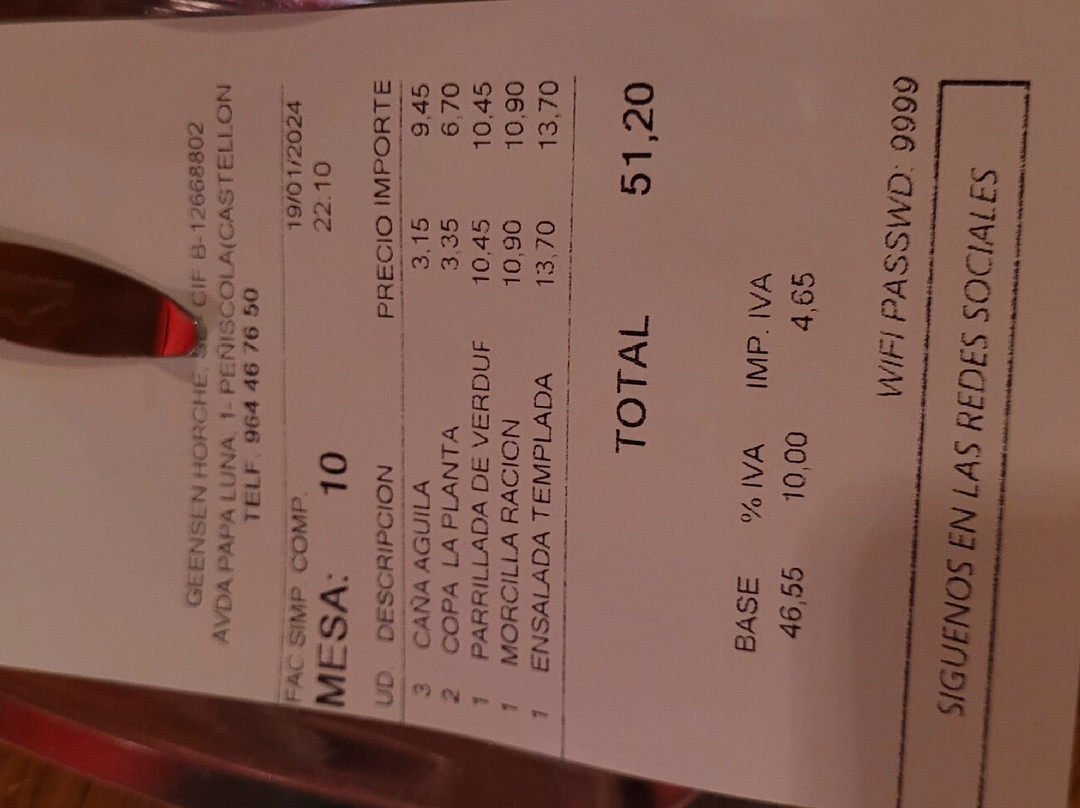 GEENSEN HORCHE, CIF B-12668802
AVDA PAPA LUNA, 1- PEÑISCOLA(CASTELLON
TELF. 964 46 76 50
FAC SIMP COMP. 19/01/2024
MESA: 10 22:10
UD. DESCRIPCION PRECIO IMPORTE
3 CAÑA AGUILA 3,15 9,45
2 COPA LA PLANTA 3,35 6,70
1 PARRILLADA DE VERDUF 10,45 10,45
1 MORCILLA RACION 10,90 10,90
1 ENSALADA TEMPLADA 13,70 13,70
TOTAL 51,20
BASE % IVA IMP. IVA
46,55 10,00 4,65
WIFI PASSWD: 9999
SIGUENOS EN LAS REDES SOCIALES